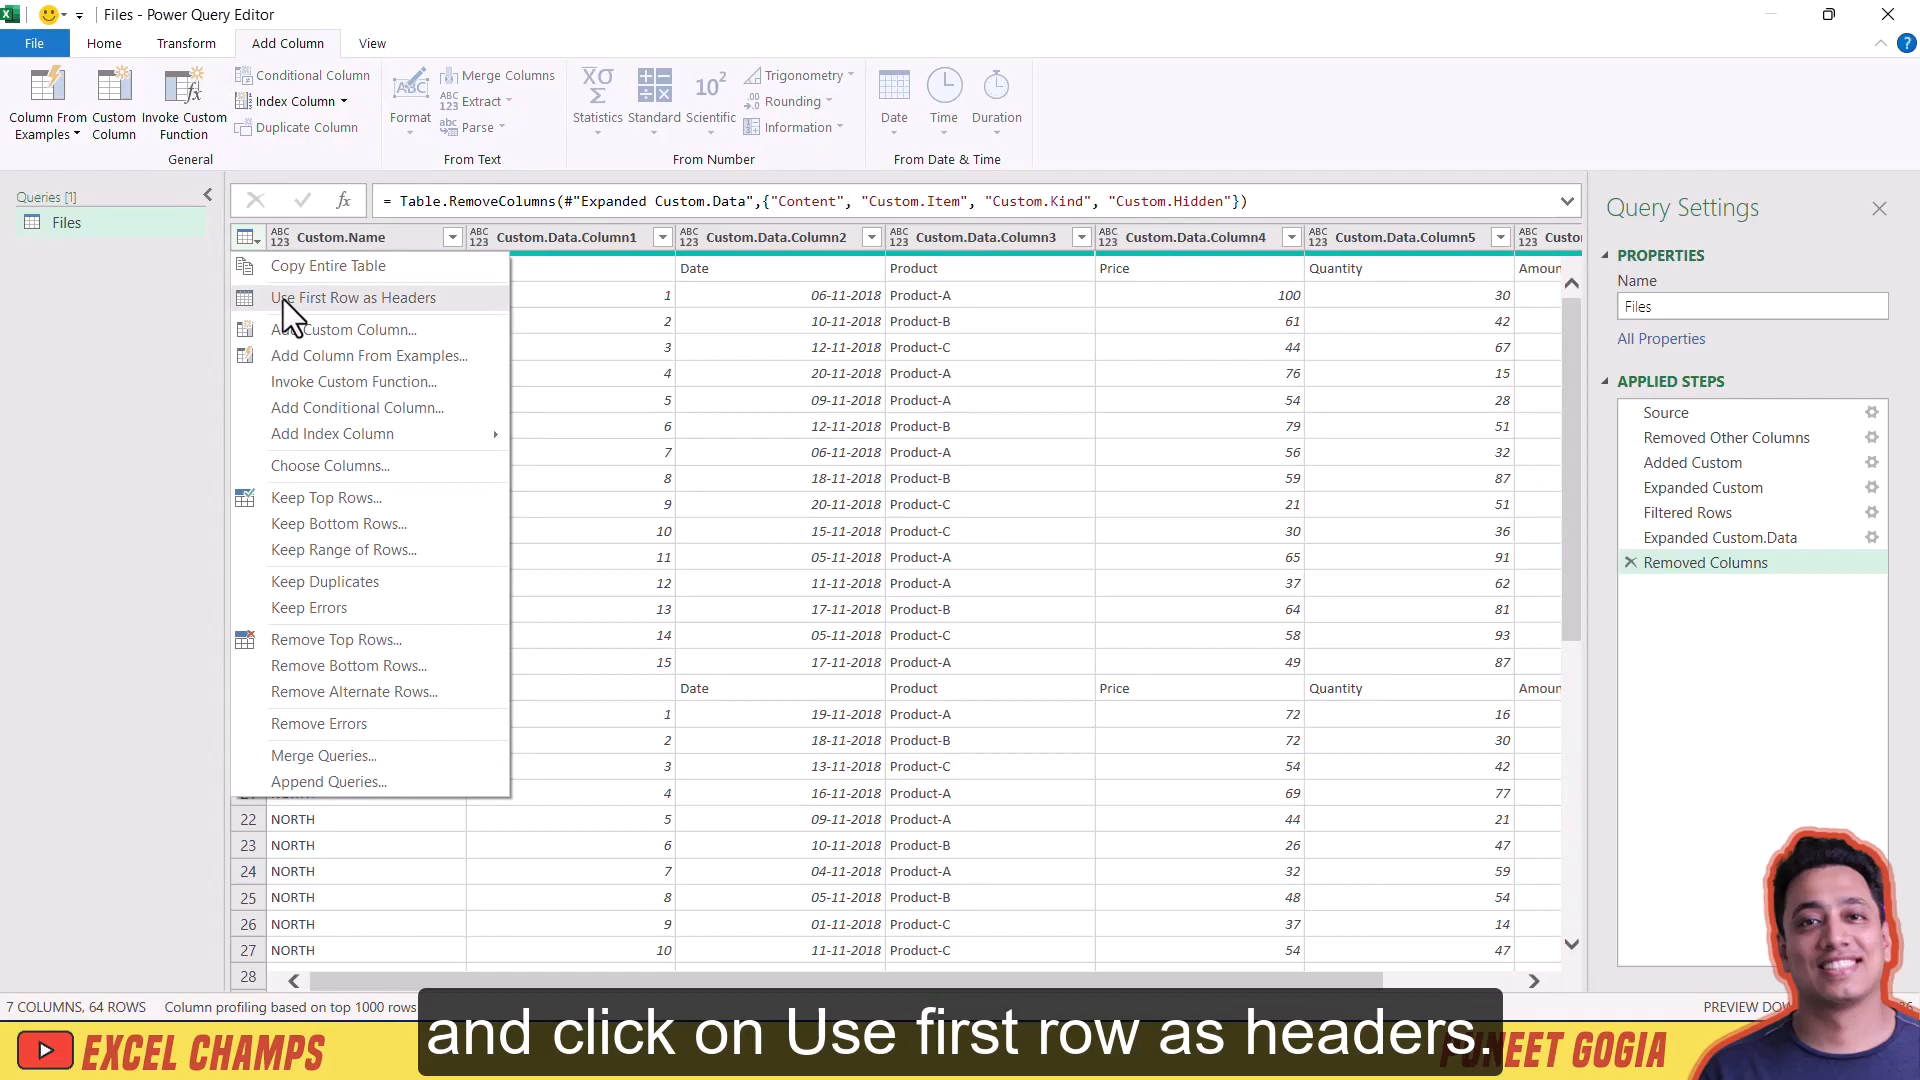 Files - Power Query Editor
File Home Transform Add Column View
Column From Examples
Custom Column
Invoke Custom Function
Conditional Column
Index Column
Duplicate Column
General
Format
Merge Columns
Extract
Parse
From Text
Statistics
Standard
Scientific
Trigonometry
Rounding
Information
From Number
Date
Time
Duration
From Date & Time
Queries [1]
Files
= Table.RemoveColumns(#"Expanded Custom.Data",{"Content", "Custom.Item", "Custom.Kind", "Custom.Hidden"})
Custom.Name Custom.Data.Column1 Custom.Data.Column2 Custom.Data.Column3 Custom.Data.Column4 Custom.Data.Column5
Copy Entire Table
Use First Row as Headers
Add Custom Column...
Add Column From Examples...
Invoke Custom Function...
Add Conditional Column...
Add Index Column
Choose Columns...
Keep Top Rows...
Keep Bottom Rows...
Keep Range of Rows...
Keep Duplicates
Keep Errors
Remove Top Rows...
Remove Bottom Rows...
Remove Alternate Rows...
Remove Errors
Merge Queries...
Append Queries...
Date Product Price Quantity
1 06-11-2018 Product-A 100 30
2 10-11-2018 Product-B 61 42
3 12-11-2018 Product-C 44 67
4 20-11-2018 Product-A 76 15
5 09-11-2018 Product-A 54 28
6 12-11-2018 Product-B 79 51
7 06-11-2018 Product-A 56 32
8 18-11-2018 Product-B 59 87
9 20-11-2018 Product-C 21 51
10 15-11-2018 Product-C 30 36
11 05-11-2018 Product-A 65 91
12 11-11-2018 Product-A 37 62
13 17-11-2018 Product-B 64 81
14 05-11-2018 Product-C 58 93
15 17-11-2018 Product-A 49 87
Date Product Price Quantity
1 19-11-2018 Product-A 72 16
2 18-11-2018 Product-B 72 30
3 13-11-2018 Product-C 54 42
4 16-11-2018 Product-A 69 77
22 NORTH 5 09-11-2018 Product-A 44 21
23 NORTH 6 10-11-2018 Product-B 26 47
24 NORTH 7 04-11-2018 Product-A 32 59
25 NORTH 8 05-11-2018 Product-B 48 54
26 NORTH 9 01-11-2018 Product-C 37 14
27 NORTH 10 11-11-2018 Product-C 54 47
28
Query Settings
PROPERTIES
Name
Files
All Properties
APPLIED STEPS
Source
Removed Other Columns
Added Custom
Expanded Custom
Filtered Rows
Expanded Custom.Data
Removed Columns
7 COLUMNS, 64 ROWS
Column profiling based on top 1000 rows
PREVIEW
and click on Use first row as headers.
EXCEL CHAMPS
GOGIA